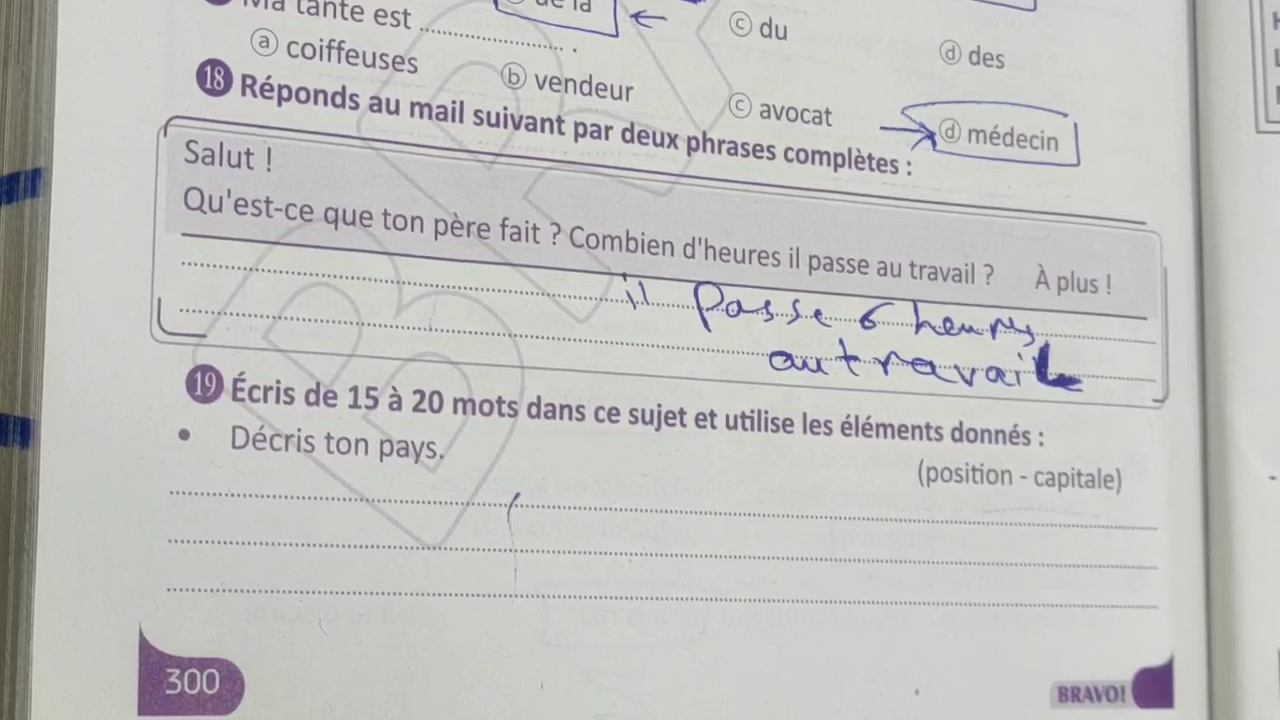 Ma tante est .................... .
de la
ⓒ du
ⓓ des
ⓐ coiffeuses
ⓑ vendeur
ⓒ avocat
ⓓ médecin
18 Réponds au mail suivant par deux phrases complètes :
Salut !
Qu'est-ce que ton père fait ? Combien d'heures il passe au travail ? À plus !
il passe 6 heures
au travail
19 Écris de 15 à 20 mots dans ce sujet et utilise les éléments donnés :
• Décris ton pays.
(position - capitale)
300
BRAVO!